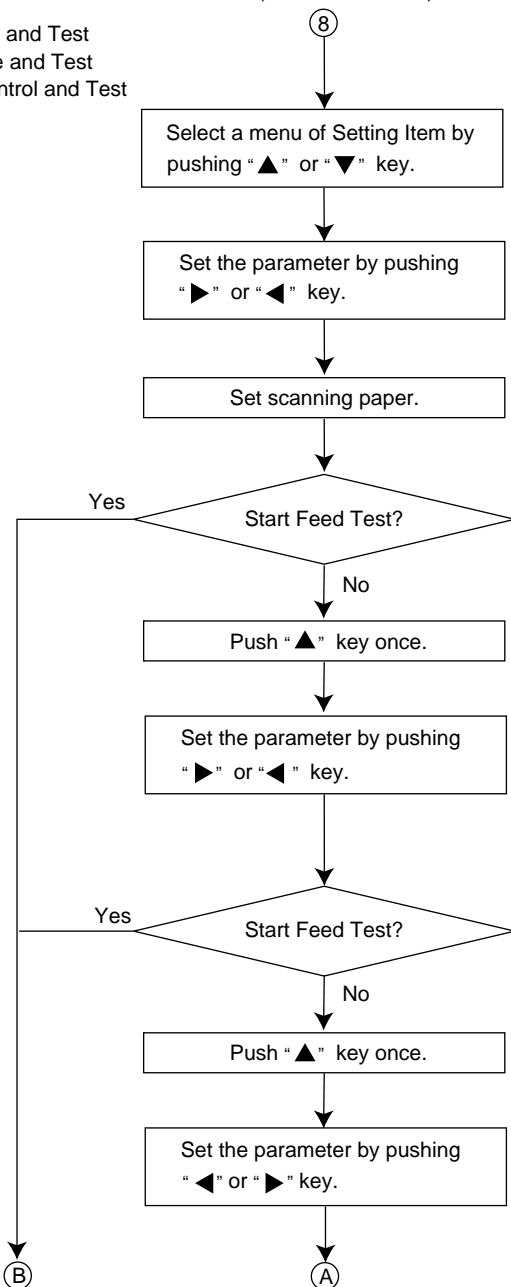 8
and Test
and Test
ntrol and Test
Select a menu of Setting Item by
pushing “▲” or “▼” key.
Set the parameter by pushing
“▶” or “◀” key.
Set scanning paper.
Yes
Start Feed Test?
No
Push “▲” key once.
Set the parameter by pushing
“▶” or “◀” key.
Yes
Start Feed Test?
No
Push “▲” key once.
Set the parameter by pushing
“◀” or “▶” key.
B
A